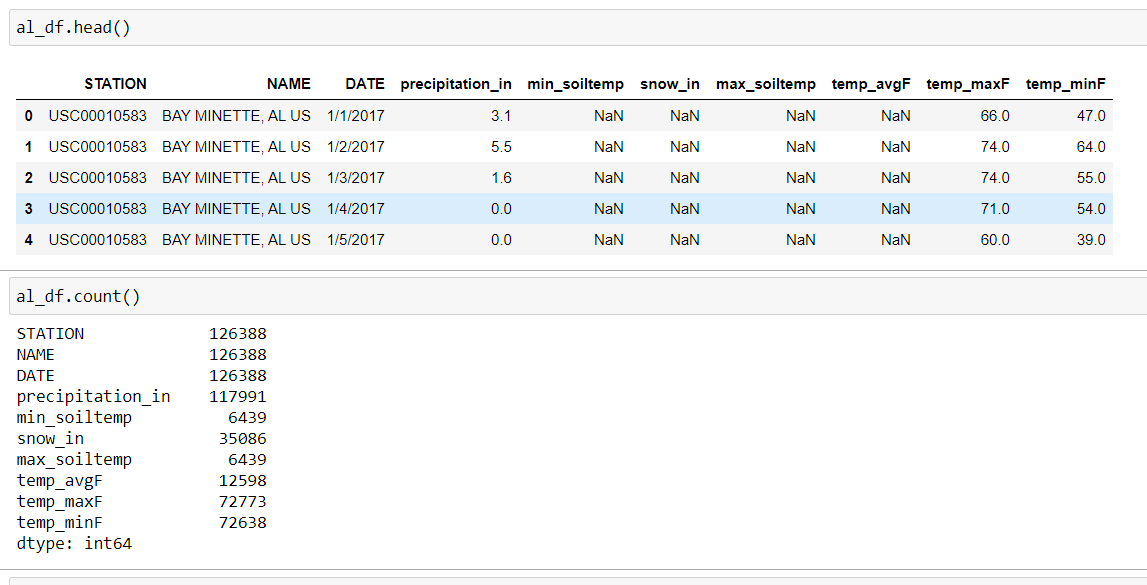 al_df.head()
STATION NAME DATE precipitation_in min_soiltemp snow_in max_soiltemp temp_avgF temp_maxF temp_minF
0 USC00010583 BAY MINETTE, AL US 1/1/2017 3.1 NaN NaN NaN NaN 66.0 47.0
1 USC00010583 BAY MINETTE, AL US 1/2/2017 5.5 NaN NaN NaN NaN 74.0 64.0
2 USC00010583 BAY MINETTE, AL US 1/3/2017 1.6 NaN NaN NaN NaN 74.0 55.0
3 USC00010583 BAY MINETTE, AL US 1/4/2017 0.0 NaN NaN NaN NaN 71.0 54.0
4 USC00010583 BAY MINETTE, AL US 1/5/2017 0.0 NaN NaN NaN NaN 60.0 39.0
al_df.count()
STATION 126388
NAME 126388
DATE 126388
precipitation_in 117991
min_soiltemp 6439
snow_in 35086
max_soiltemp 6439
temp_avgF 12598
temp_maxF 72773
temp_minF 72638
dtype: int64